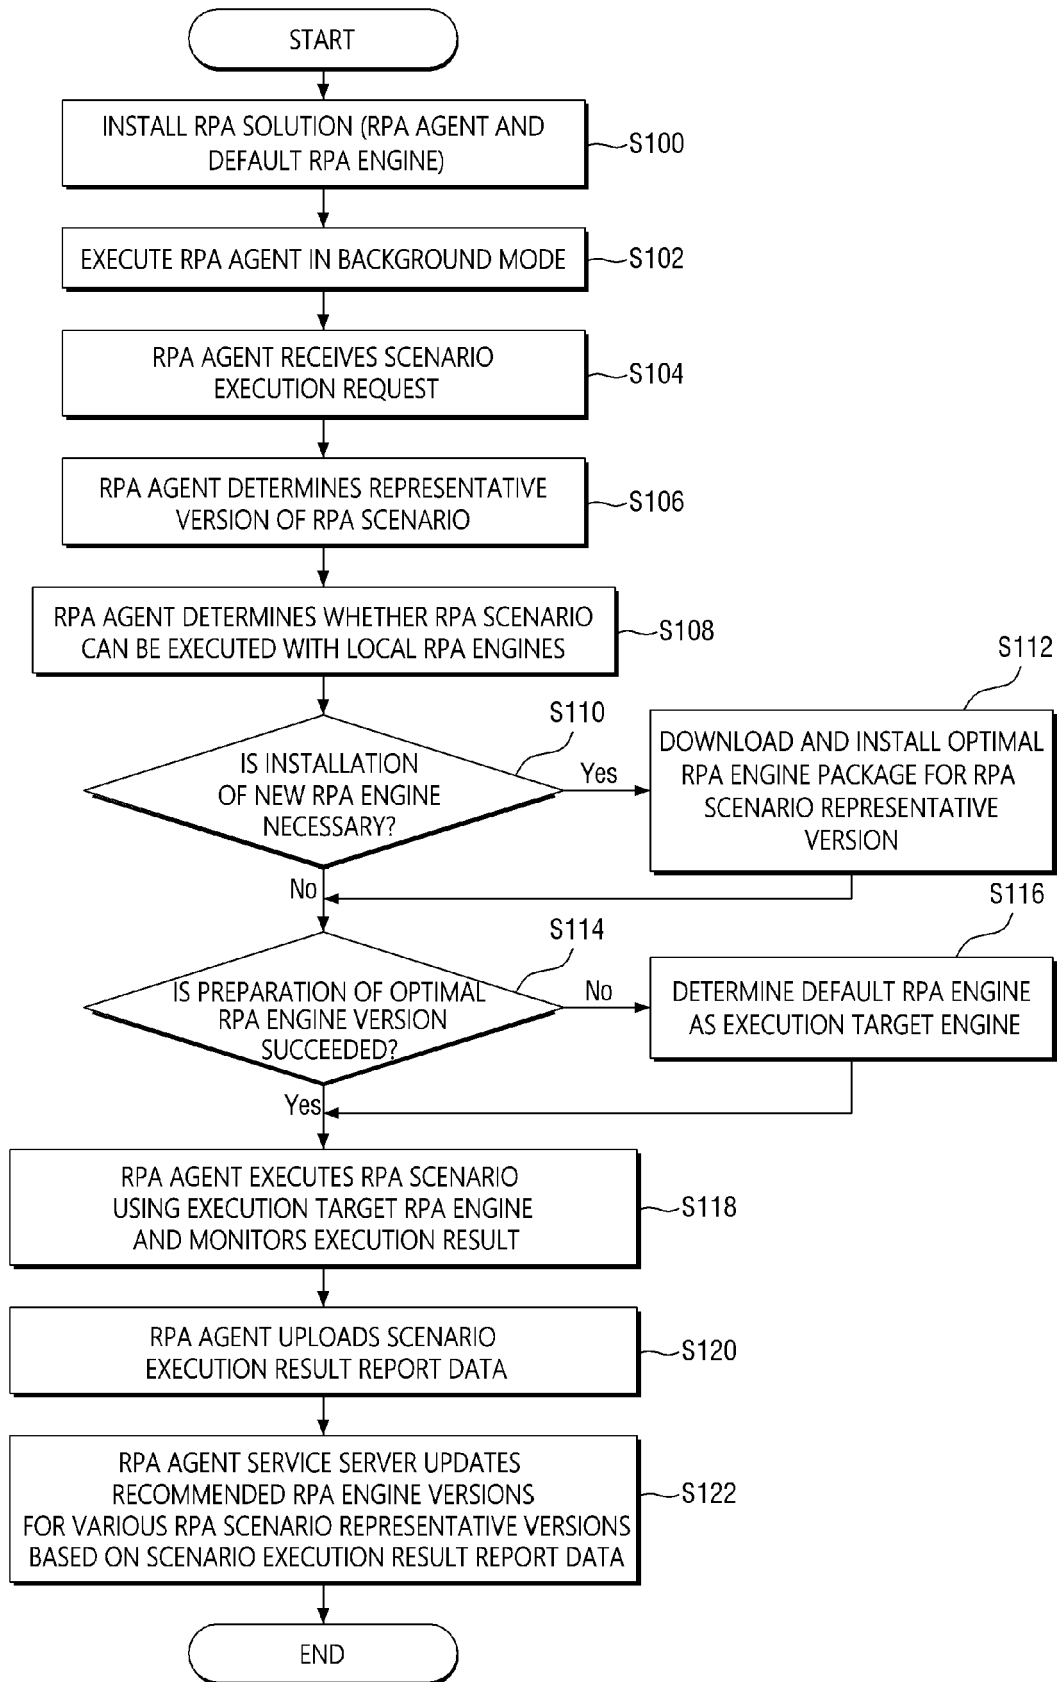 START
INSTALL RPA SOLUTION (RPA AGENT AND
DEFAULT RPA ENGINE)
S100
EXECUTE RPA AGENT IN BACKGROUND MODE
S102
RPA AGENT RECEIVES SCENARIO
EXECUTION REQUEST
S104
RPA AGENT DETERMINES REPRESENTATIVE
VERSION OF RPA SCENARIO
S106
RPA AGENT DETERMINES WHETHER RPA SCENARIO
CAN BE EXECUTED WITH LOCAL RPA ENGINES
S108
S110
IS INSTALLATION
OF NEW RPA ENGINE
NECESSARY?
Yes
No
S112
DOWNLOAD AND INSTALL OPTIMAL
RPA ENGINE PACKAGE FOR RPA
SCENARIO REPRESENTATIVE
VERSION
S114
IS PREPARATION OF OPTIMAL
RPA ENGINE VERSION
SUCCEEDED?
No
Yes
S116
DETERMINE DEFAULT RPA ENGINE
AS EXECUTION TARGET ENGINE
RPA AGENT EXECUTES RPA SCENARIO
USING EXECUTION TARGET RPA ENGINE
AND MONITORS EXECUTION RESULT
S118
RPA AGENT UPLOADS SCENARIO
EXECUTION RESULT REPORT DATA
S120
RPA AGENT SERVICE SERVER UPDATES
RECOMMENDED RPA ENGINE VERSIONS
FOR VARIOUS RPA SCENARIO REPRESENTATIVE VERSIONS
BASED ON SCENARIO EXECUTION RESULT REPORT DATA
S122
END